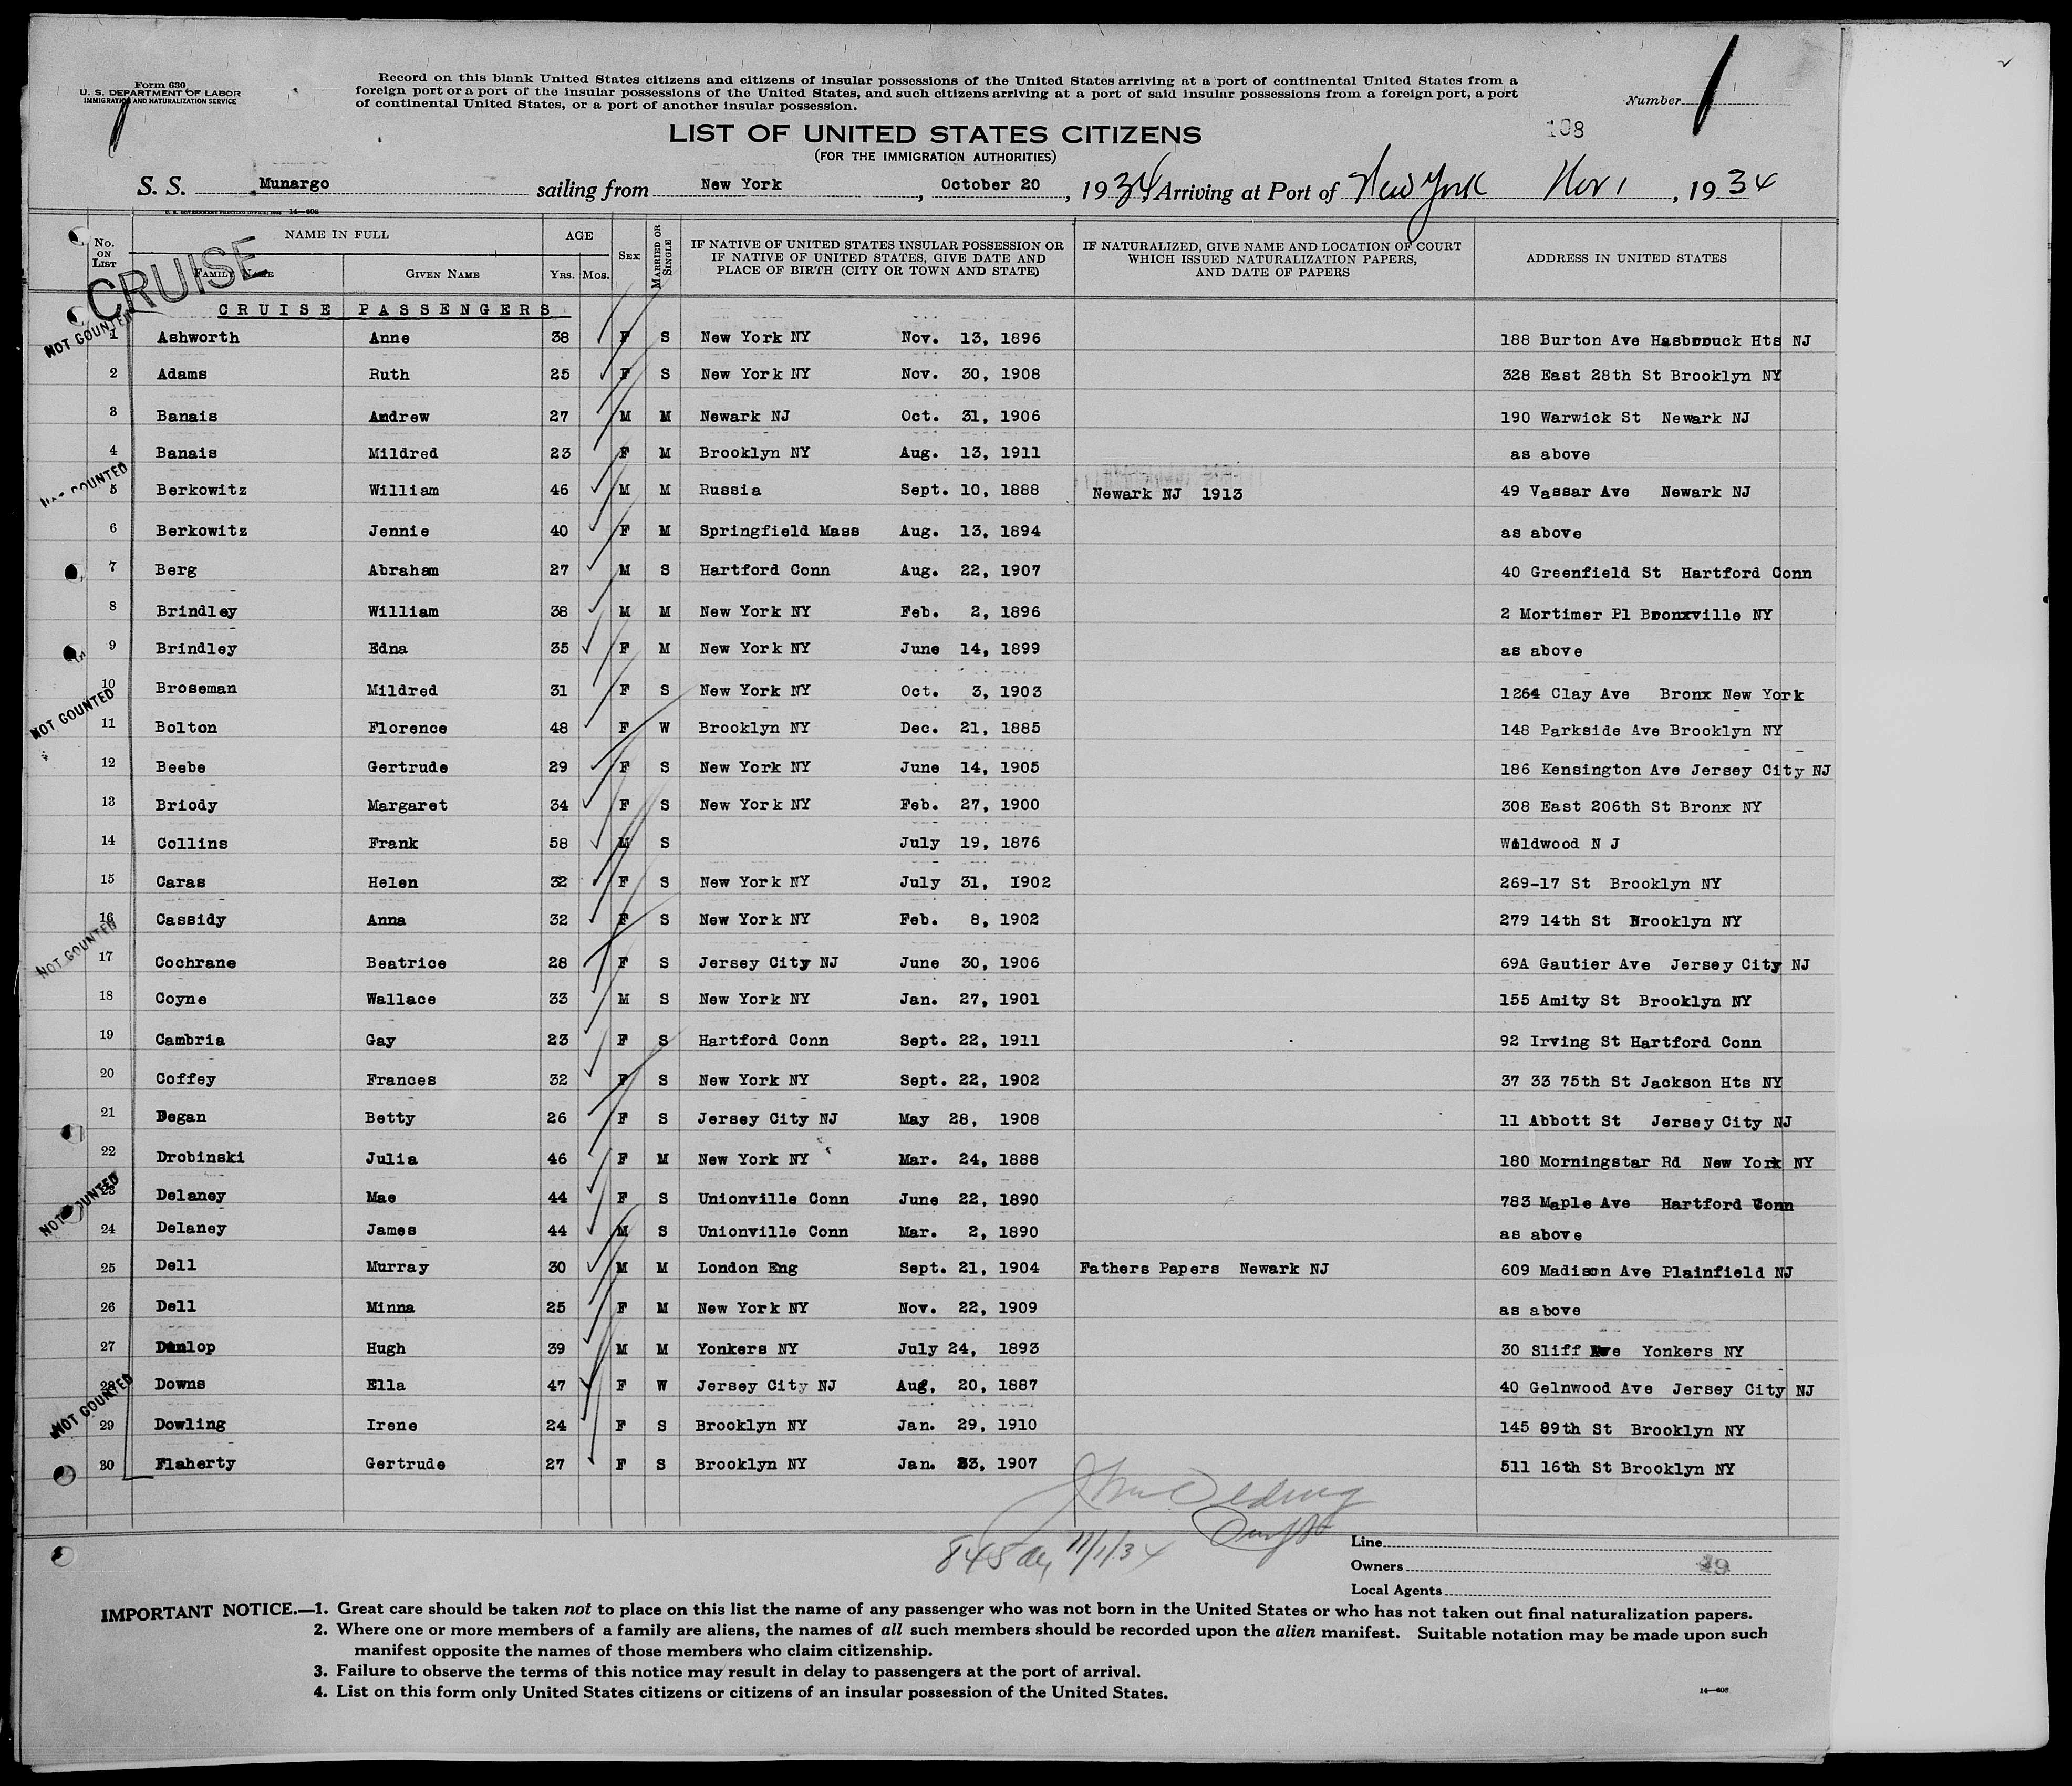 Form 630
U. S. DEPARTMENT OF LABOR
IMMIGRATION AND NATURALIZATION SERVICE
Record on this blank United States citizens and citizens of insular possessions of the United States arriving at a port of continental United States from a
foreign port or a port of the insular possessions of the United States, and such citizens arriving at a port of said insular possessions from a foreign port, a port
of continental United States, or a port of another insular possession.
Number 1
108
LIST OF UNITED STATES CITIZENS
(FOR THE IMMIGRATION AUTHORITIES)
S. S. Munargo sailing from New York, October 20, 1934 Arriving at Port of New York Nov 1, 1934
No. ON LIST NAME IN FULL FAMILY NAME GIVEN NAME AGE YRS. MOS. SEX MARRIED OR SINGLE IF NATIVE OF UNITED STATES INSULAR POSSESSION OR IF NATIVE OF UNITED STATES, GIVE DATE AND PLACE OF BIRTH (CITY OR TOWN AND STATE) IF NATURALIZED, GIVE NAME AND LOCATION OF COURT WHICH ISSUED NATURALIZATION PAPERS, AND DATE OF PAPERS ADDRESS IN UNITED STATES
CRUISE
CRUISE PASSENGERS
NOT COUNTED
1 Ashworth Anne 38 F S New York NY Nov. 13, 1896 188 Burton Ave Hasbrouck Hts NJ
2 Adams Ruth 25 F S New York NY Nov. 30, 1908 328 East 28th St Brooklyn NY
3 Banais Andrew 27 M M Newark NJ Oct. 31, 1906 190 Warwick St Newark NJ
4 Banais Mildred 23 F M Brooklyn NY Aug. 13, 1911 as above
NOT COUNTED
5 Berkowitz William 46 M M Russia Sept. 10, 1888 Newark NJ 1913 49 Vassar Ave Newark NJ
6 Berkowitz Jennie 40 F M Springfield Mass Aug. 13, 1894 as above
7 Berg Abraham 27 M S Hartford Conn Aug. 22, 1907 40 Greenfield St Hartford Conn
8 Brindley William 38 M M New York NY Feb. 2, 1896 2 Mortimer Pl Bronxville NY
9 Brindley Edna 35 F M New York NY June 14, 1899 as above
10 Broseman Mildred 31 F S New York NY Oct. 3, 1903 1264 Clay Ave Bronx New York
NOT COUNTED
11 Bolton Florence 48 F W Brooklyn NY Dec. 21, 1885 148 Parkside Ave Brooklyn NY
12 Beebe Gertrude 29 F S New York NY June 14, 1905 186 Kensington Ave Jersey City NJ
13 Briody Margaret 34 F S New York NY Feb. 27, 1900 308 East 206th St Bronx NY
14 Collins Frank 58 M S July 19, 1876 Wildwood N J
15 Caras Helen 32 F S New York NY July 31, 1902 269-17 St Brooklyn NY
16 Cassidy Anna 32 F S New York NY Feb. 8, 1902 279 14th St Brooklyn NY
NOT COUNTED
17 Cochrane Beatrice 28 F S Jersey City NJ June 30, 1906 69A Gautier Ave Jersey City NJ
18 Coyne Wallace 33 M S New York NY Jan. 27, 1901 155 Amity St Brooklyn NY
19 Cambria Gay 23 F S Hartford Conn Sept. 22, 1911 92 Irving St Hartford Conn
20 Coffey Frances 32 F S New York NY Sept. 22, 1902 37 33 75th St Jackson Hts NY
21 Degan Betty 26 F S Jersey City NJ May 28, 1908 11 Abbott St Jersey City NJ
22 Drobinski Julia 46 F M New York NY Mar. 24, 1888 180 Morningstar Rd New York NY
NOT COUNTED
23 Delaney Mae 44 F S Unionville Conn June 22, 1890 783 Maple Ave Hartford Conn
24 Delaney James 44 M S Unionville Conn Mar. 2, 1890 as above
25 Dell Murray 30 M M London Eng Sept. 21, 1904 Fathers Papers Newark NJ 609 Madison Ave Plainfield NJ
26 Dell Minna 25 F M New York NY Nov. 22, 1909 as above
27 Dunlop Hugh 39 M M Yonkers NY July 24, 1893 30 Sliff Ave Yonkers NY
28 Downs Ella 47 F W Jersey City NJ Aug, 20, 1887 40 Gelnwood Ave Jersey City NJ
NOT COUNTED
29 Dowling Irene 24 F S Brooklyn NY Jan. 29, 1910 145 89th St Brooklyn NY
30 Flaherty Gertrude 27 F S Brooklyn NY Jan. 23, 1907 511 16th St Brooklyn NY
845 a 11/1/34
Line
Owners 49
Local Agents
IMPORTANT NOTICE.—1. Great care should be taken not to place on this list the name of any passenger who was not born in the United States or who has not taken out final naturalization papers.
2. Where one or more members of a family are aliens, the names of all such members should be recorded upon the alien manifest. Suitable notation may be made upon such
manifest opposite the names of those members who claim citizenship.
3. Failure to observe the terms of this notice may result in delay to passengers at the port of arrival.
4. List on this form only United States citizens or citizens of an insular possession of the United States.
14—608